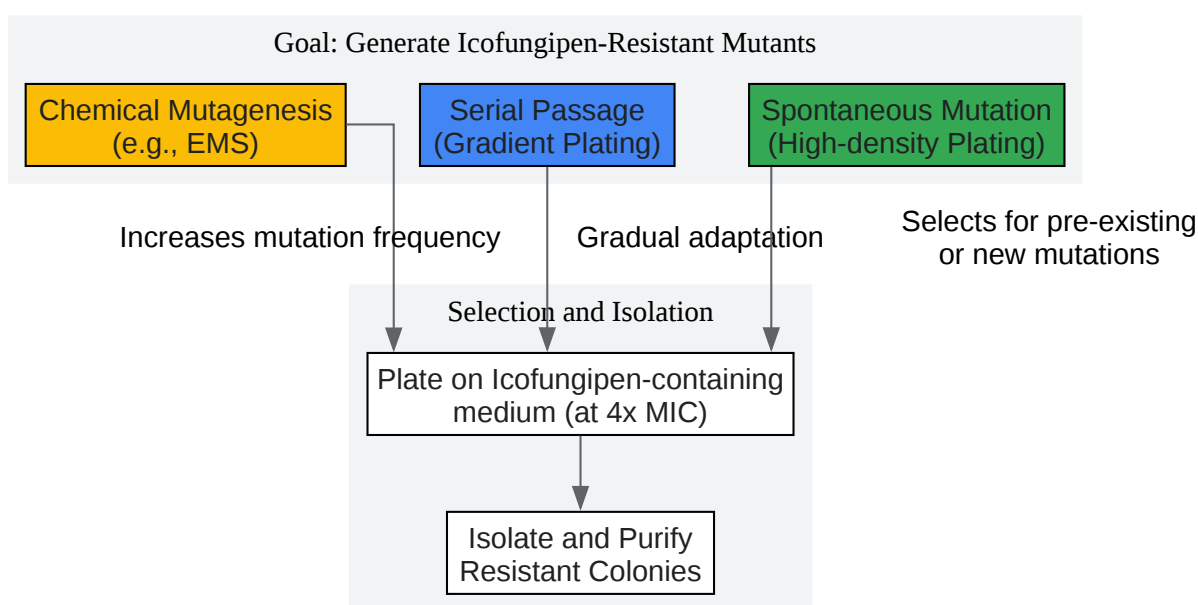 Goal: Generate Icofungipen-Resistant Mutants
Chemical Mutagenesis
(e.g., EMS)
Serial Passage
(Gradient Plating)
Spontaneous Mutation
(High-density Plating)
Increases mutation frequency
Gradual adaptation
Selects for pre-existing
or new mutations
Selection and Isolation
Plate on Icofungipen-containing
medium (at 4x MIC)
Isolate and Purify
Resistant Colonies